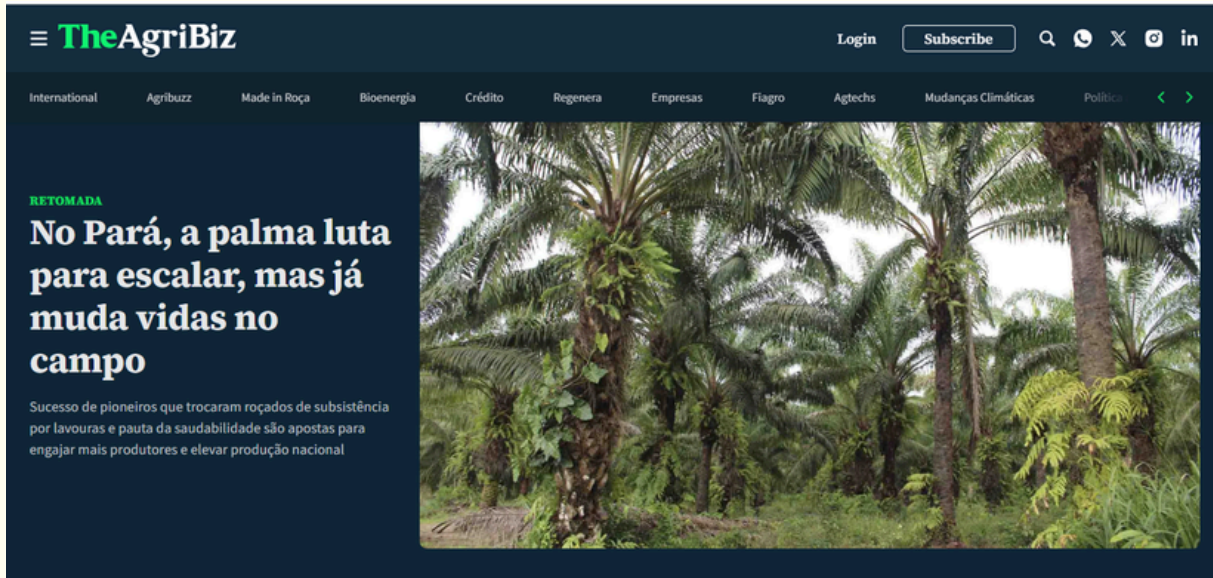 TheAgriBiz
Login
Subscribe
International
Agribuzz
Made in Roça
Bioenergia
Crédito
Regenera
Empresas
Fiagro
Agtechs
Mudanças Climáticas
Política
RETOMADA
No Pará, a palma luta
para escalar, mas já
muda vidas no
campo
Sucesso de pioneiros que trocaram roçados de subsistência
por lavouras e pauta da saudabilidade são apostas para
engajar mais produtores e elevar produção nacional